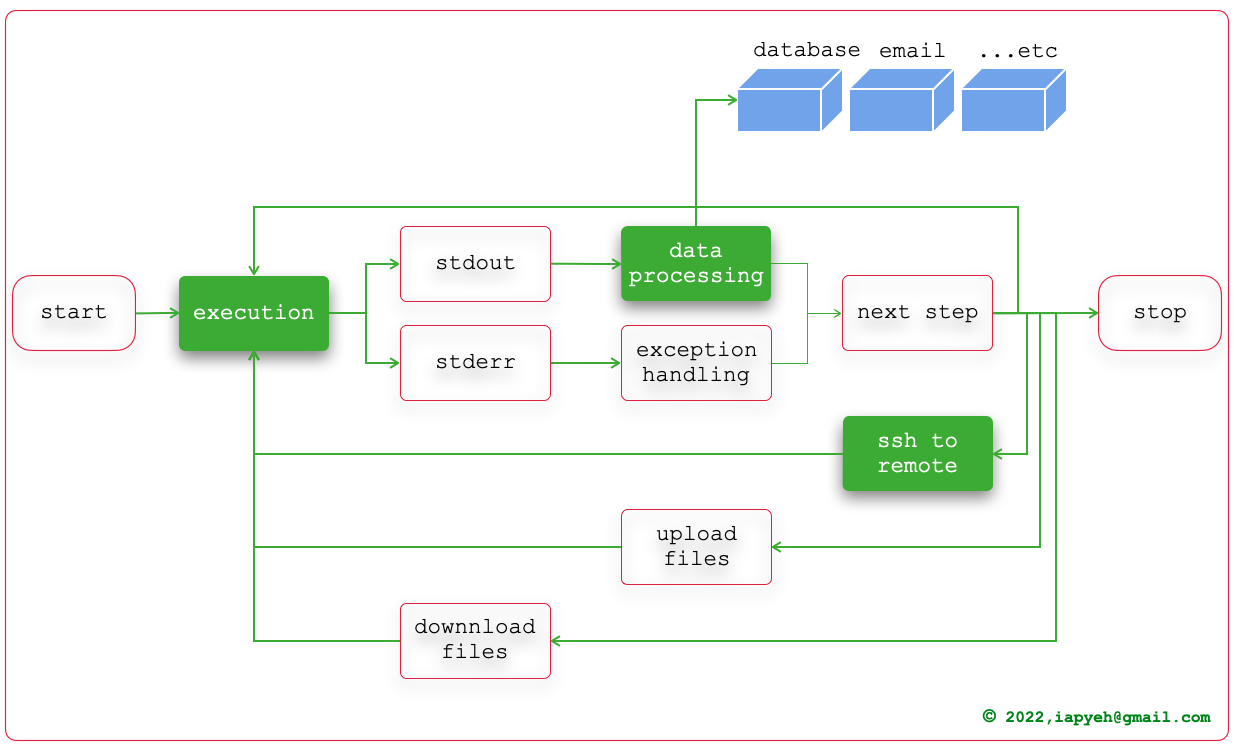 database email ...etc
data
processing
stdout
start
execution
next step
stop
stderr
exception
handling
ssh to
remote
upload
files
downnload
files
© 2022,iapyeh@gmail.com